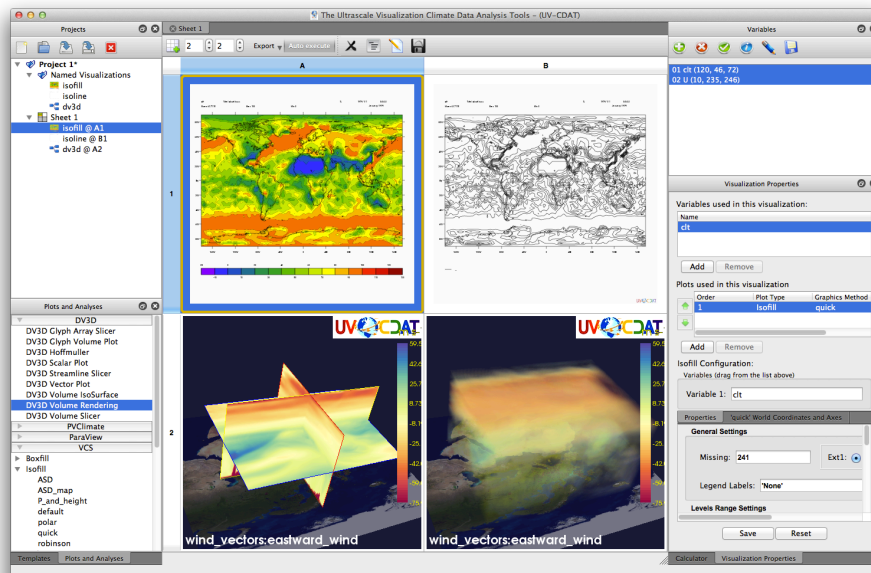 The Ultrascale Visualization Climate Data Analysis Tools - (UV-CDAT)
Projects
Project 1*
Named Visualizations
isofill
isoline
dv3d
Sheet 1
isofill @ A1
isoline @ B1
dv3d @ A2
Plots and Analyses
DV3D
DV3D Glyph Array Slicer
DV3D Glyph Volume Plot
DV3D Hoffmuller
DV3D Scalar Plot
DV3D Streamline Slicer
DV3D Vector Plot
DV3D Volume IsoSurface
DV3D Volume Rendering
DV3D Volume Slicer
PVClimate
ParaView
VCS
Boxfill
Isofill
ASD
ASD_map
P_and_height
default
polar
quick
robinson
Templates Plots and Analyses
Sheet 1
2 2 Export Auto execute
A B
1
2
UV-CDAT
UV CDAT
wind_vectors:eastward_wind
UV CDAT
wind_vectors:eastward_wind
Variables
01 clt (120, 46, 72)
02 U (10, 235, 246)
Visualization Properties
Variables used in this visualization:
Name
clt
Add Remove
Plots used in this visualization
Order Plot Type Graphics Method
1 Isofill quick
Add Remove
Isofill Configuration:
Variables (drag from the list above)
Variable 1: clt
Properties 'quick' World Coordinates and Axes
General Settings
Missing: 241 Ext1:
Legend Labels: 'None'
Levels Range Settings
Save Reset
Calculator Visualization Properties